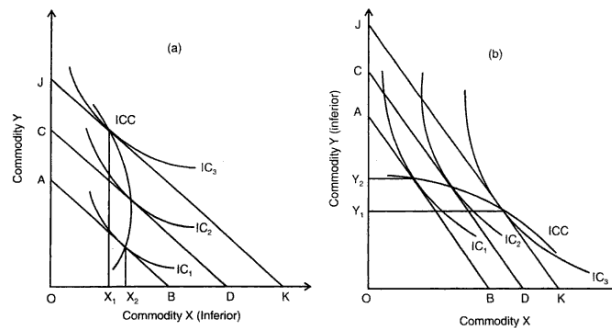 (a)
J
ICC
C
IC3
A
IC2
IC1
O
X1
X2
B
D
K
Commodity Y
Commodity X (Inferior)
(b)
J
C
A
Y2
Y1
ICC
IC1
IC2
IC3
O
B
D
K
Commodity Y (inferior)
Commodity X